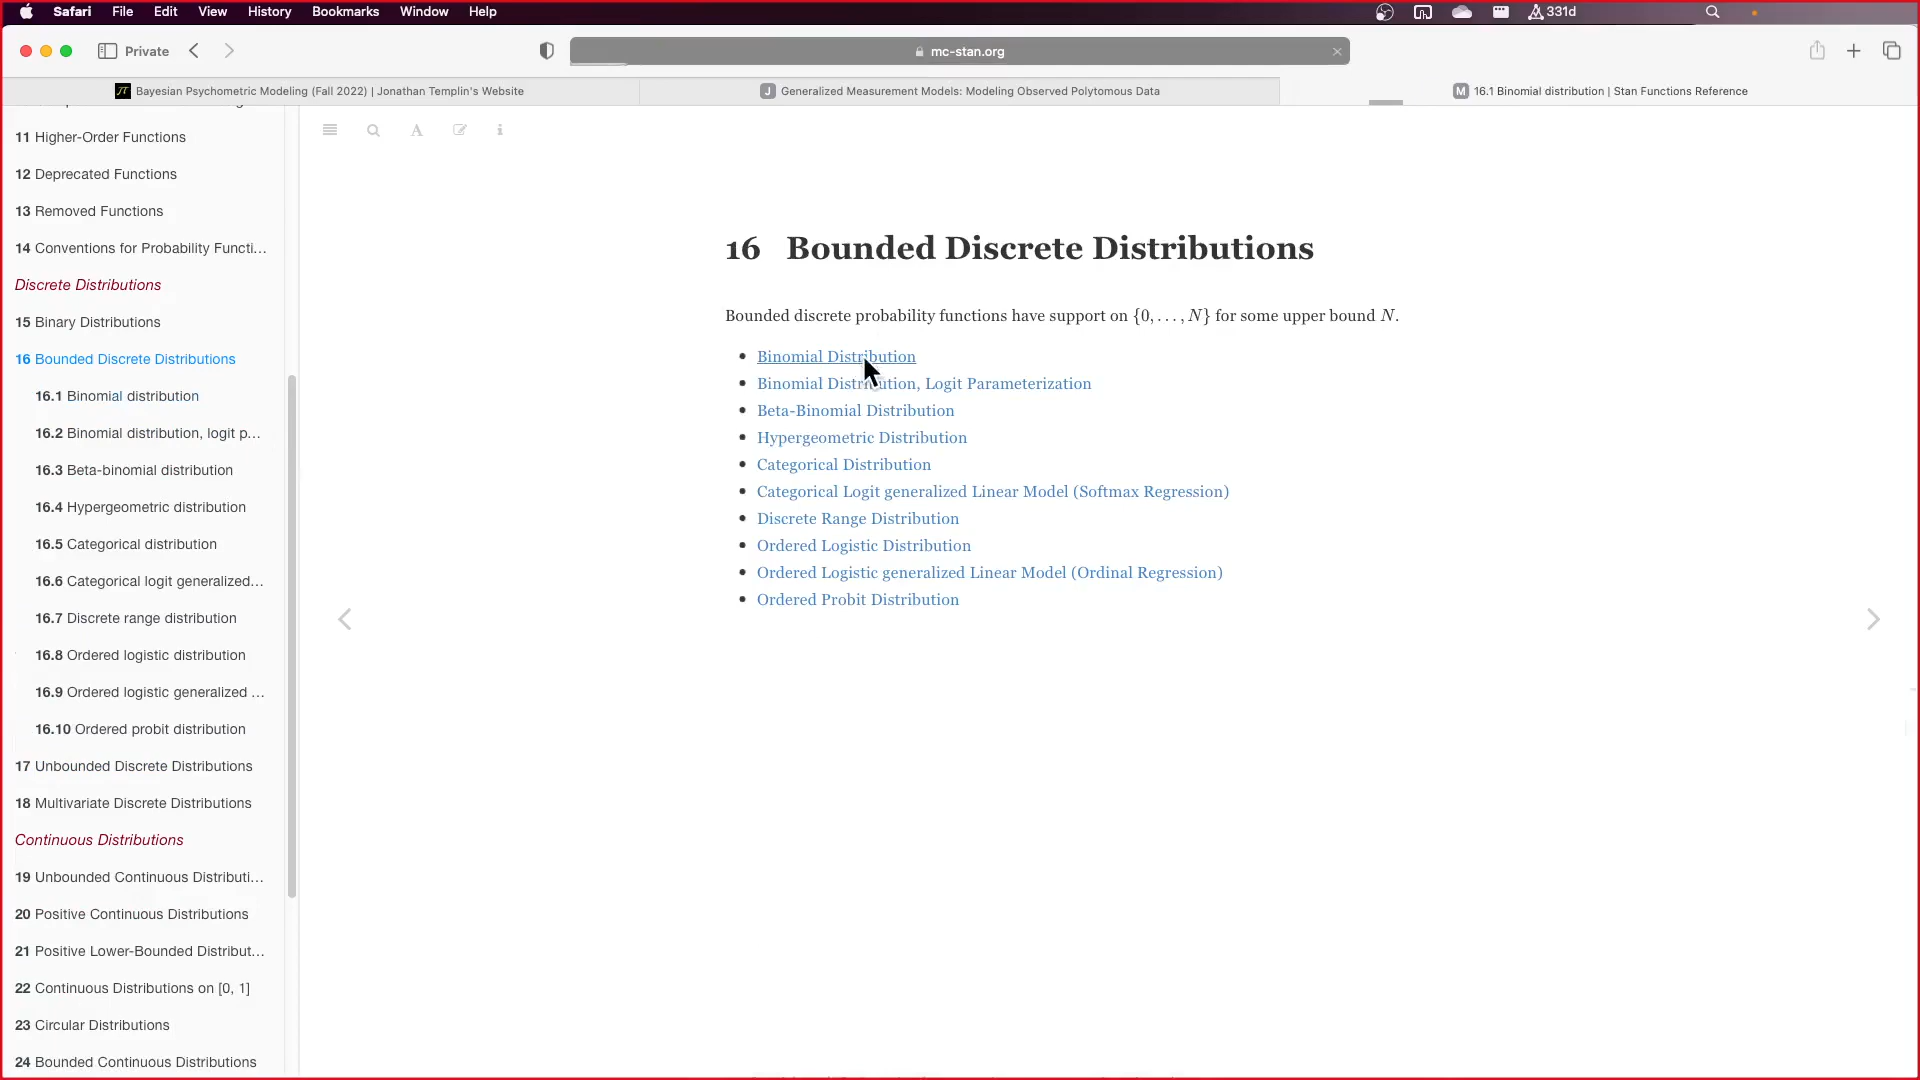 Safari File Edit View History Bookmarks Window Help 331d
Private mc-stan.org
Bayesian Psychometric Modeling (Fall 2022) | Jonathan Templin's Website
J Generalized Measurement Models: Modeling Observed Polytomous Data
M 16.1 Binomial distribution | Stan Functions Reference
11 Higher-Order Functions
12 Deprecated Functions
13 Removed Functions
14 Conventions for Probability Functi...
Discrete Distributions
15 Binary Distributions
16 Bounded Discrete Distributions
16.1 Binomial distribution
16.2 Binomial distribution, logit p...
16.3 Beta-binomial distribution
16.4 Hypergeometric distribution
16.5 Categorical distribution
16.6 Categorical logit generalized...
16.7 Discrete range distribution
16.8 Ordered logistic distribution
16.9 Ordered logistic generalized ...
16.10 Ordered probit distribution
17 Unbounded Discrete Distributions
18 Multivariate Discrete Distributions
Continuous Distributions
19 Unbounded Continuous Distributi...
20 Positive Continuous Distributions
21 Positive Lower-Bounded Distribut...
22 Continuous Distributions on [0, 1]
23 Circular Distributions
24 Bounded Continuous Distributions
A i
16 Bounded Discrete Distributions
Bounded discrete probability functions have support on {0, . . . , N} for some upper bound N.
• Binomial Distribution
• Binomial Distribution, Logit Parameterization
• Beta-Binomial Distribution
• Hypergeometric Distribution
• Categorical Distribution
• Categorical Logit generalized Linear Model (Softmax Regression)
• Discrete Range Distribution
• Ordered Logistic Distribution
• Ordered Logistic generalized Linear Model (Ordinal Regression)
• Ordered Probit Distribution